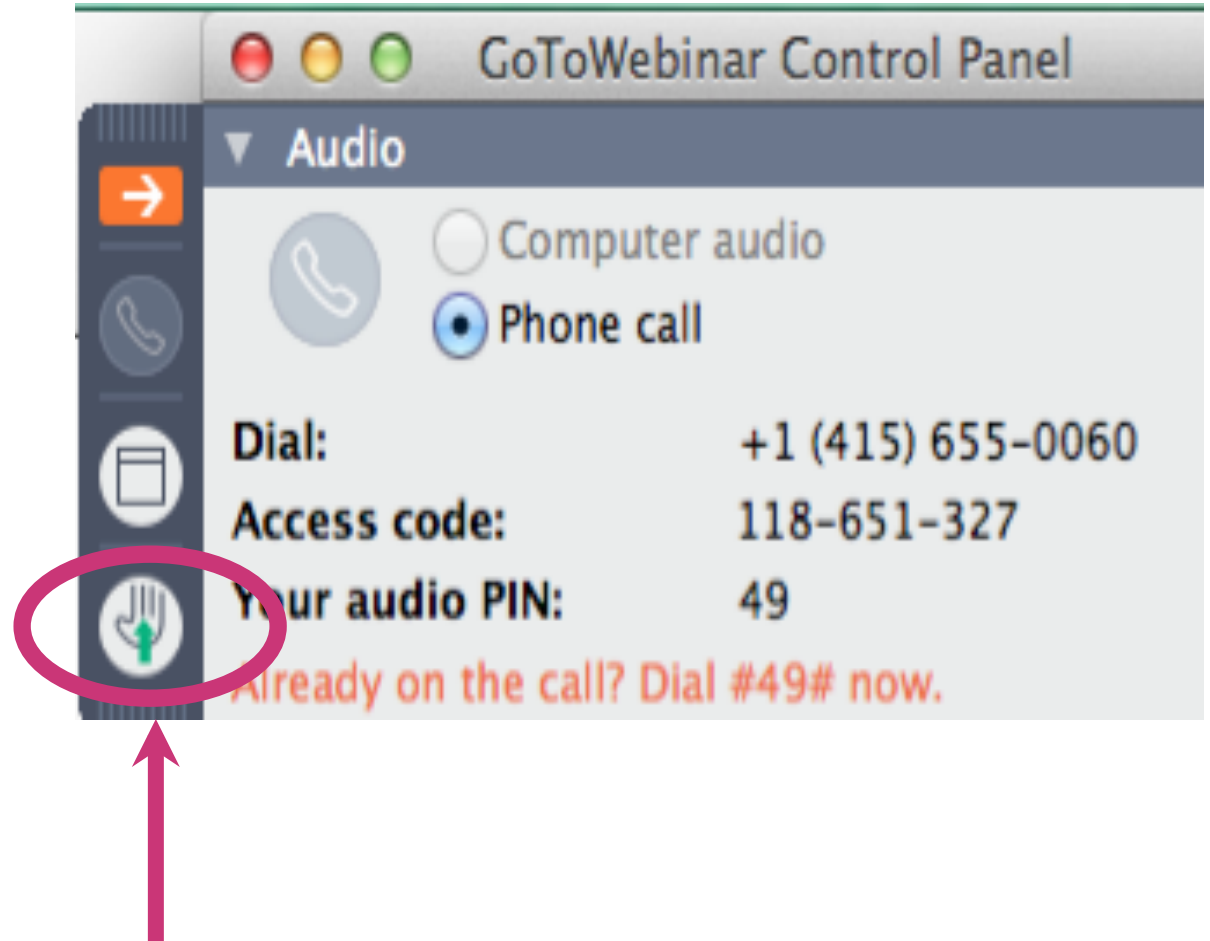 GoToWebinar Control Panel
Audio
Computer audio
Phone call
Dial: +1 (415) 655-0060
Access code: 118-651-327
Your audio PIN: 49
Already on the call? Dial #49# now.